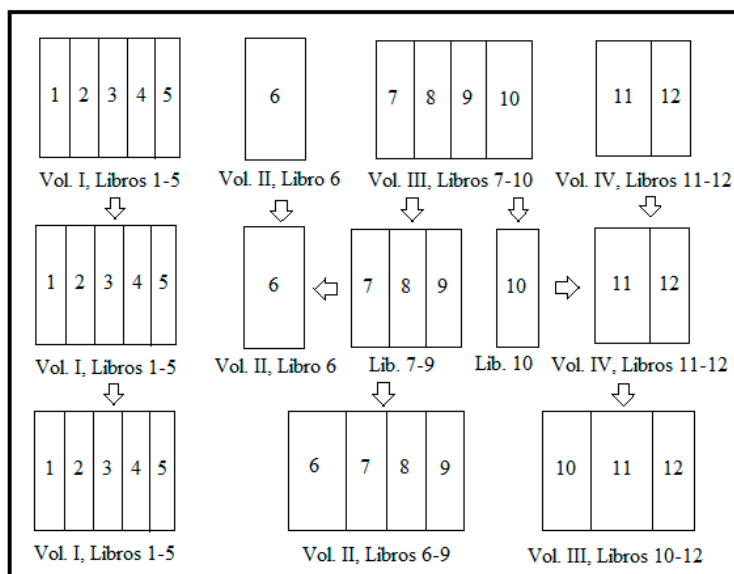 1 2 3 4 5 6 7 8 9 10 11 12
Vol. I, Libros 1-5 Vol. II, Libro 6 Vol. III, Libros 7-10 Vol. IV, Libros 11-12
1 2 3 4 5 6 7 8 9 10 11 12
Vol. I, Libros 1-5 Vol. II, Libro 6 Lib. 7-9 Lib. 10 Vol. IV, Libros 11-12
1 2 3 4 5 6 7 8 9 10 11 12
Vol. I, Libros 1-5 Vol. II, Libros 6-9 Vol. III, Libros 10-12